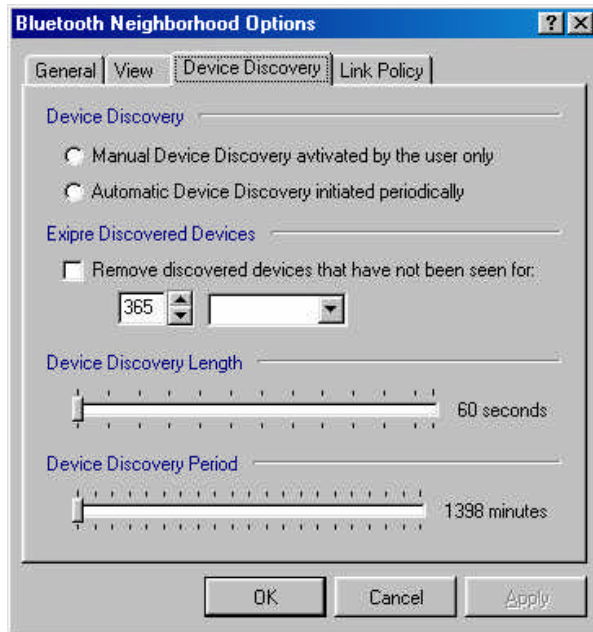 Bluetooth Neighborhood Options
General View Device Discovery Link Policy
Device Discovery
Manual Device Discovery avtivated by the user only
Automatic Device Discovery initiated periodically
Exipre Discovered Devices
Remove discovered devices that have not been seen for:
365
Device Discovery Length
60 seconds
Device Discovery Period
1398 minutes
OK Cancel Apply